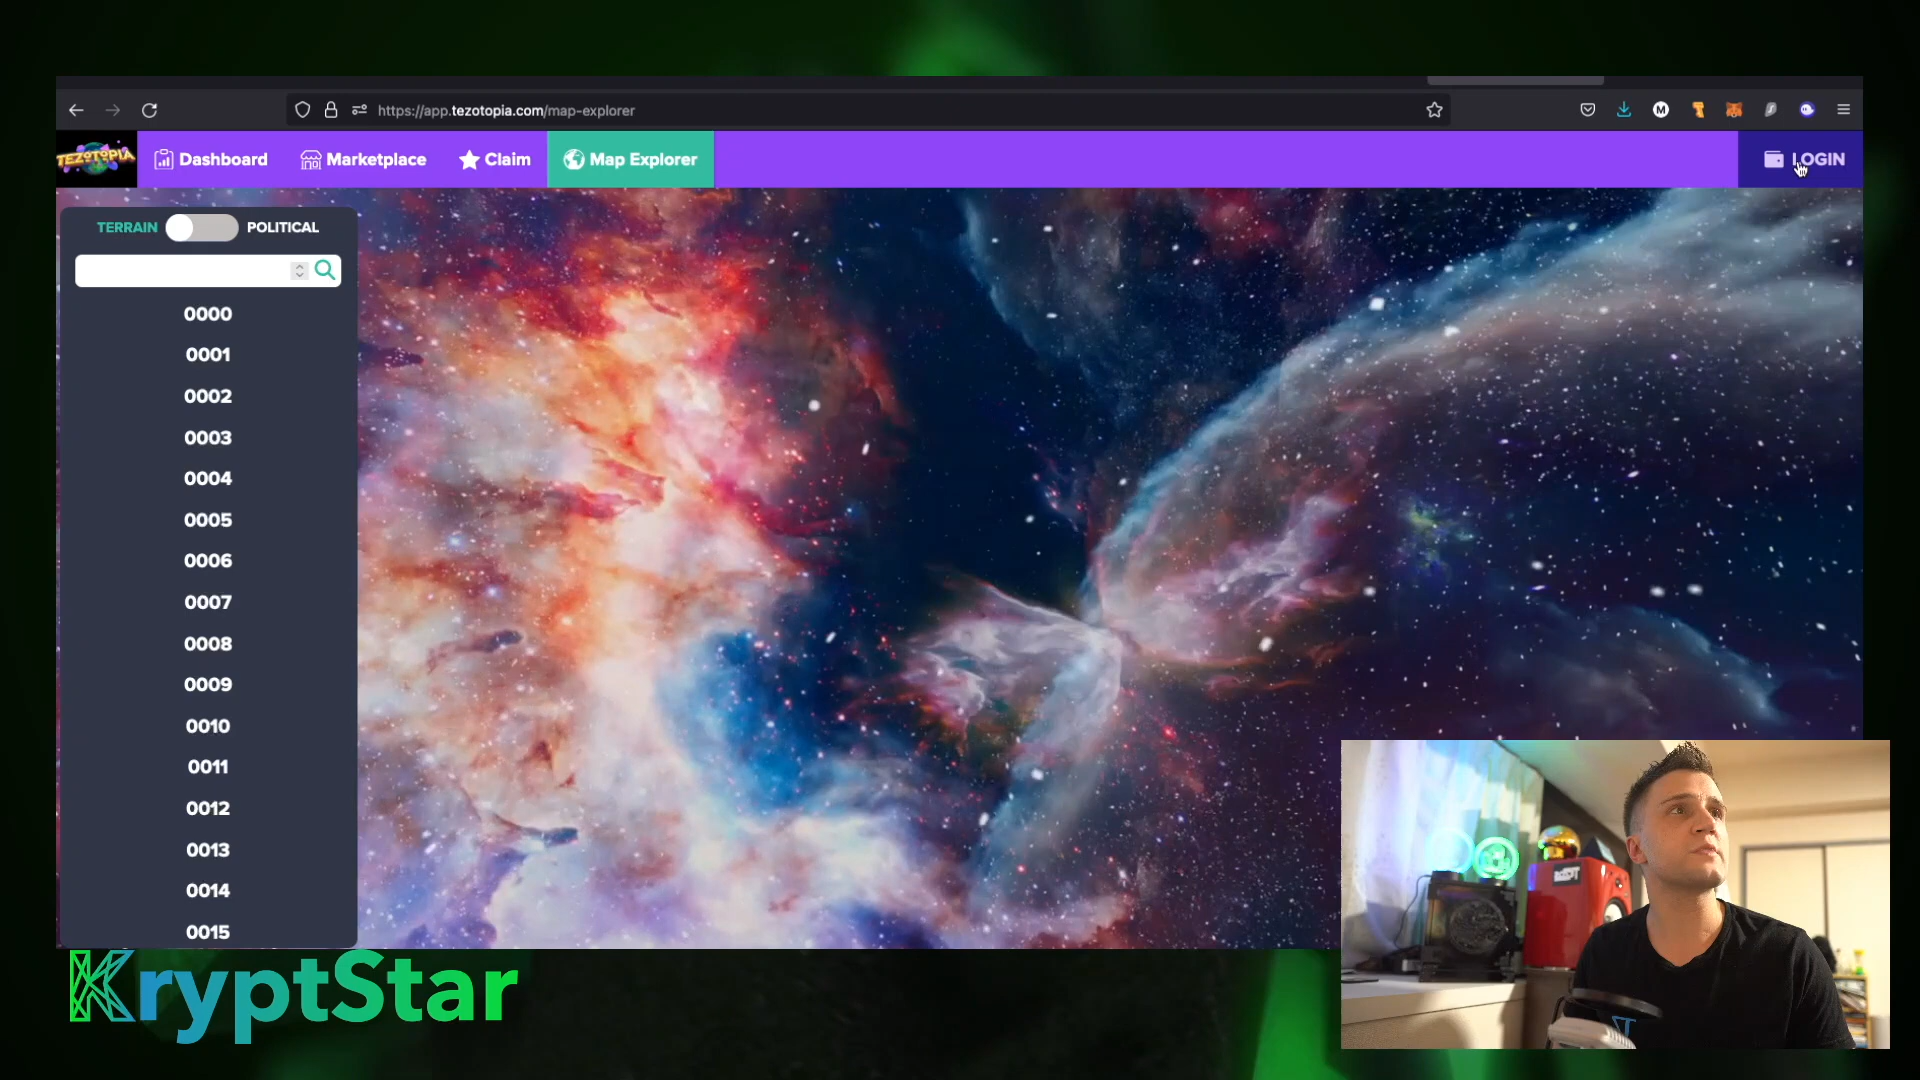 https://app.tezotopia.com/map-explorer
M
TEZOTOPIA
Dashboard
Marketplace
Claim
Map Explorer
LOGIN
TERRAIN
POLITICAL
0000
0001
0002
0003
0004
0005
0006
0007
0008
0009
0010
0011
0012
0013
0014
0015
KryptStar